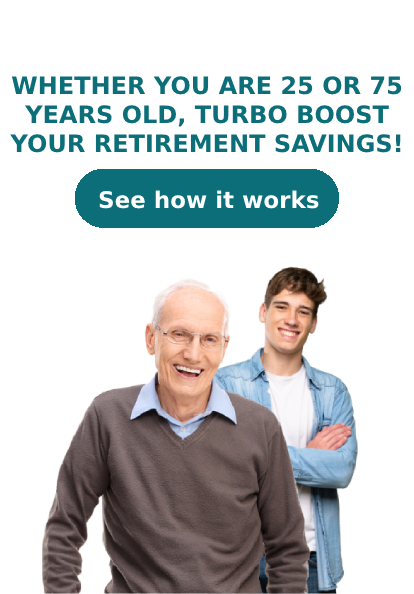 WHETHER YOU ARE 25 OR 75
YEARS OLD, TURBO BOOST
YOUR RETIREMENT SAVINGS!
See how it works